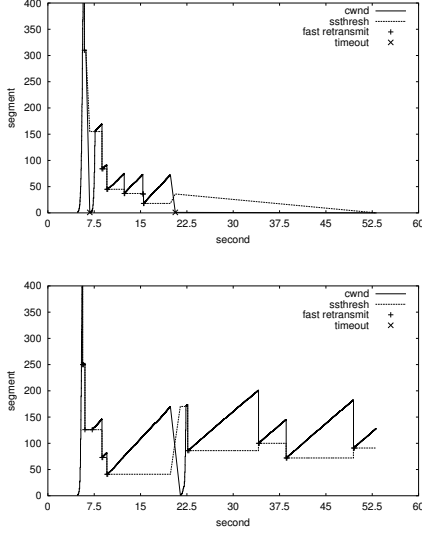 400
350
300
250
200
150
100
50
0
segment
cwnd
ssthresh
fast retransmit
timeout
0 7.5 15 22.5 30 37.5 45 52.5 60
second
400
350
300
250
200
150
100
50
0
segment
cwnd
ssthresh
fast retransmit
timeout
0 7.5 15 22.5 30 37.5 45 52.5 60
second